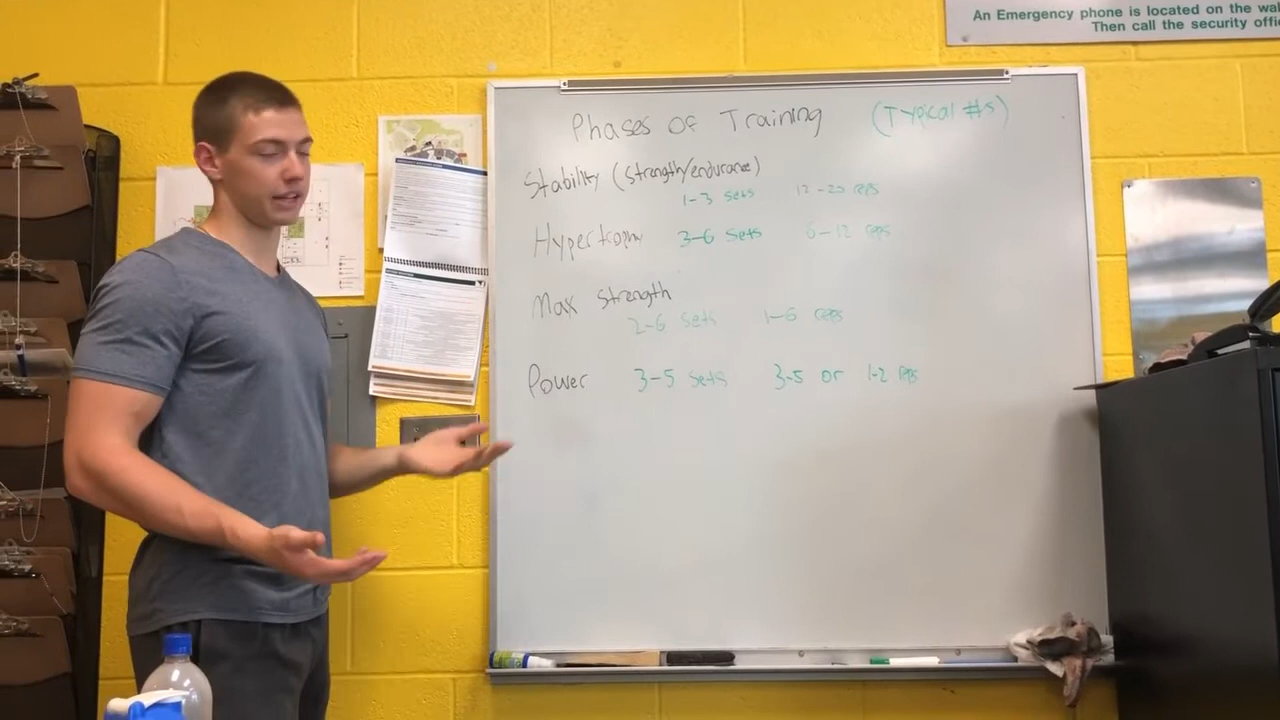 An Emergency phone is located on the wal
Then call the security offi
Phases of Training (Typical #s)
Stability (Strength/endurance)
1-3 sets 12-20 reps
Hypertrophy 3-6 sets 6-12 reps
Max Strength
2-6 sets 1-6 reps
Power 3-5 sets 3-5 or 1-2 reps